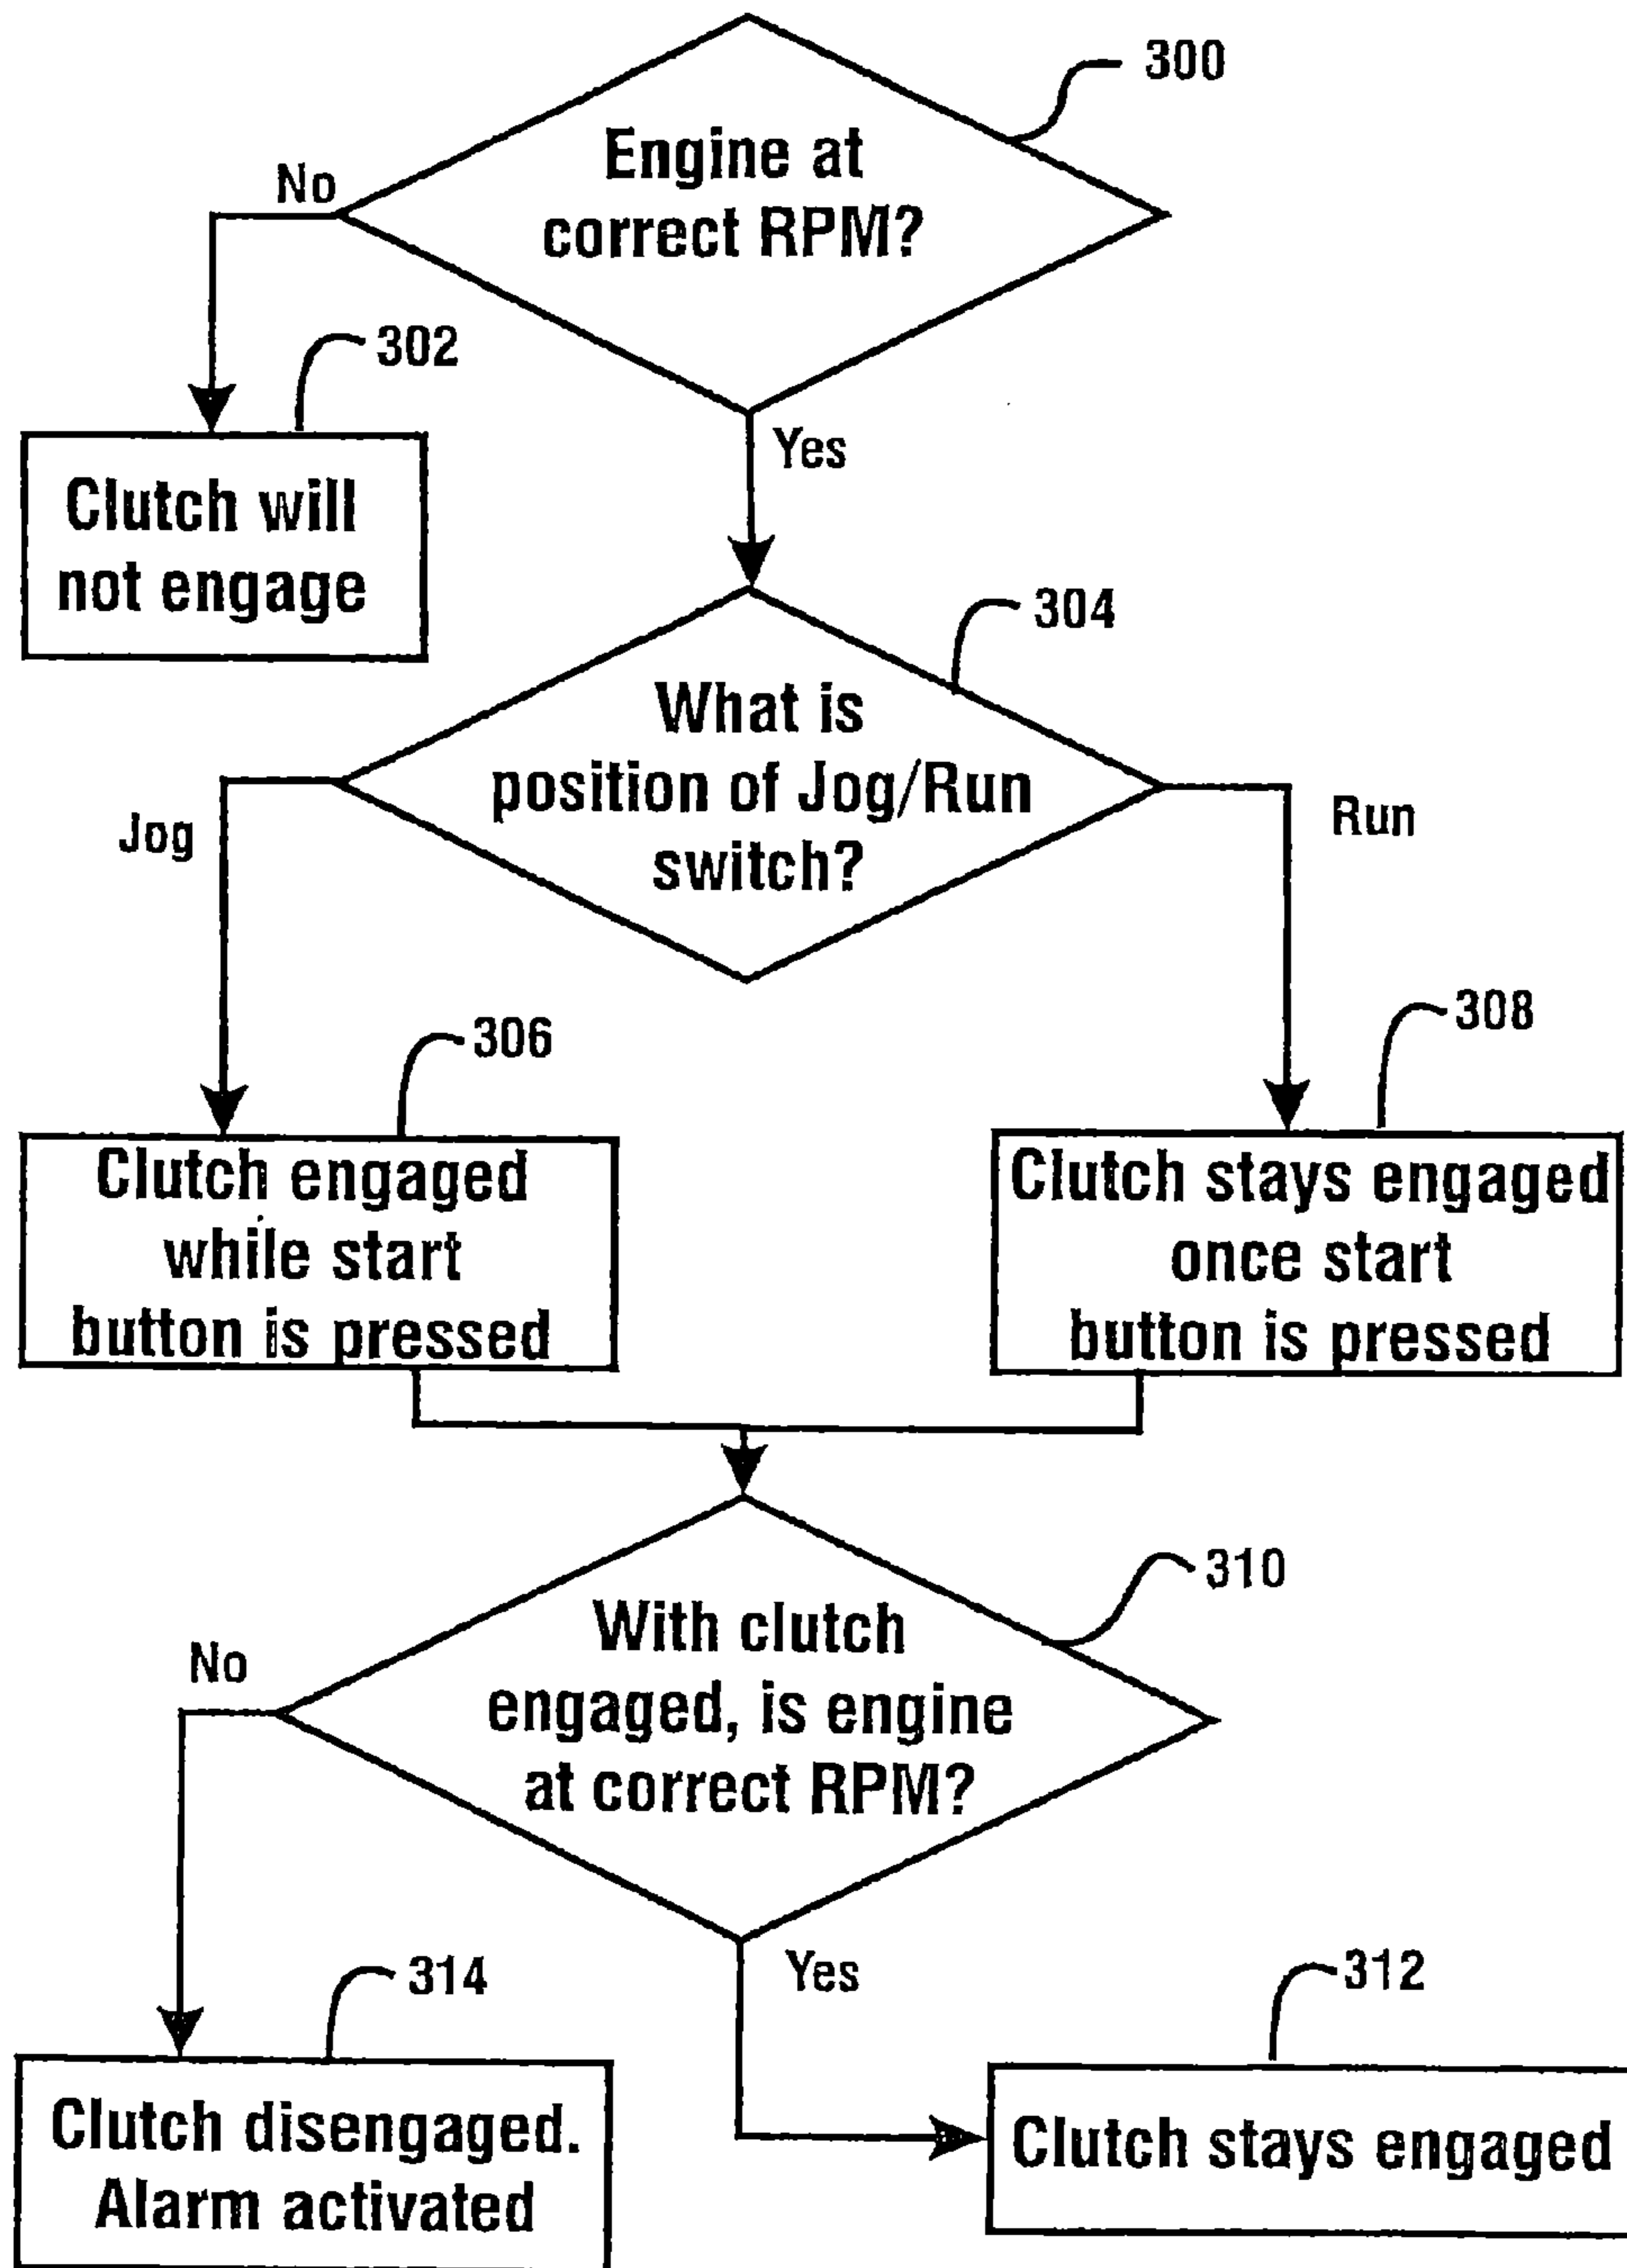 300
Engine at
correct RPM?
No
302
Yes
Clutch will
not engage
304
What is
position of Jog/Run
switch?
Jog
Run
306
308
Clutch engaged
while start
button is pressed
Clutch stays engaged
once start
button is pressed
310
With clutch
engaged, is engine
at correct RPM?
No
Yes
314
312
Clutch disengaged.
Alarm activated
Clutch stays engaged